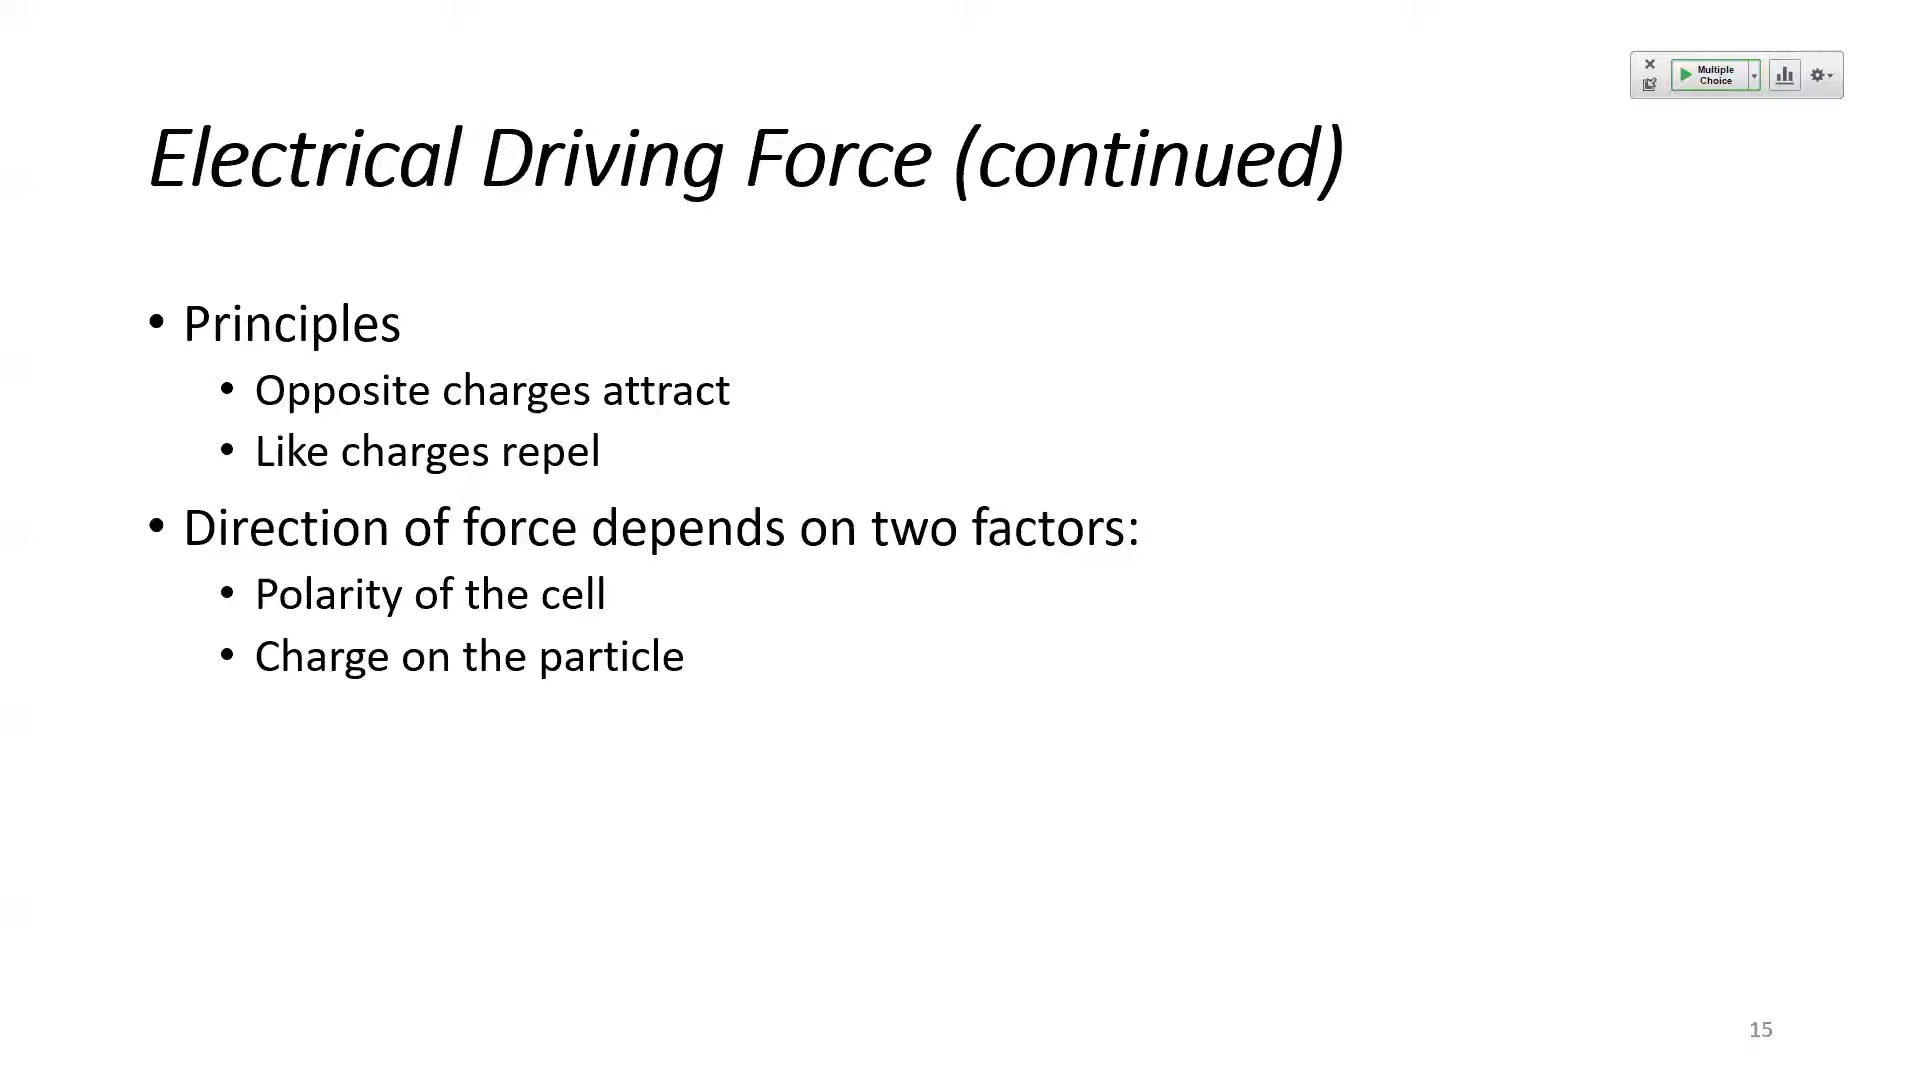 Multiple
Choice
Electrical Driving Force (continued)
• Principles
• Opposite charges attract
• Like charges repel
• Direction of force depends on two factors:
• Polarity of the cell
• Charge on the particle
15